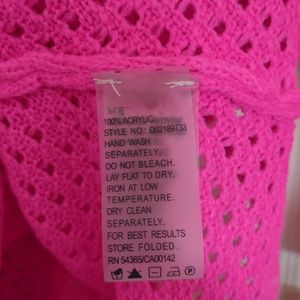 100% ACRYLIC
STYLE NO: D02189733
HAND WASH
SEPARATELY.
DO NOT BLEACH.
LAY FLAT TO DRY.
IRON AT LOW
TEMPERATURE.
DRY CLEAN
SEPARATELY.
FOR BEST RESULTS
STORE FOLDED.
RN 54365/CA00142